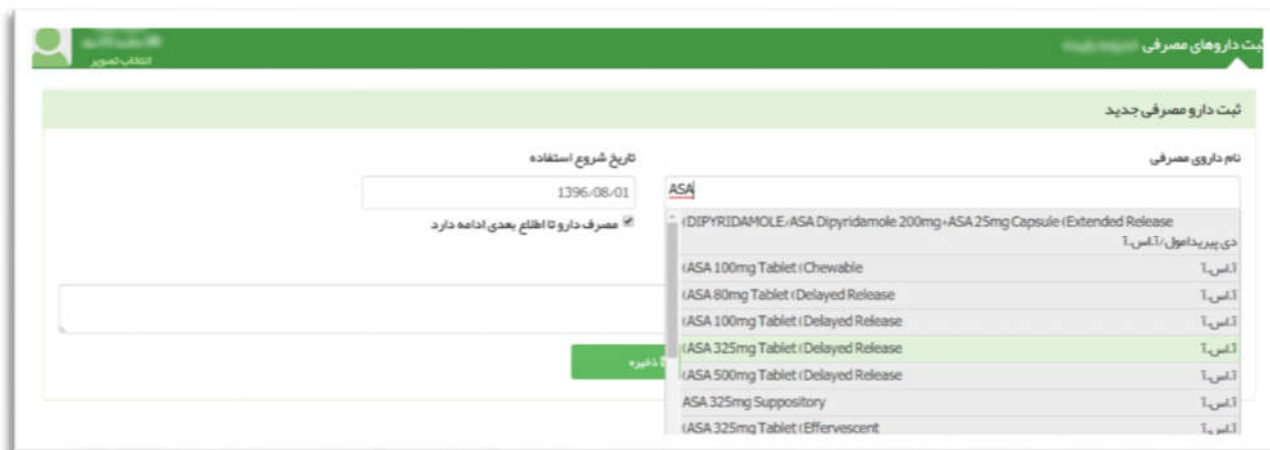 ثبت داروهای مصرفی
انتخاب تصویر
ثبت دارو مصرفی جدید
نام داروی مصرفی
تاریخ شروع استفاده
ASA
1396/08/01
مصرف دارو تا اطلاع بعدی ادامه دارد
(DIPYRIDAMOLE/ASA Dipyridamole 200mg+ASA 25mg Capsule (Extended Release
دی پیریدامول/آ.اس.آ
(ASA 100mg Tablet (Chewable آ.اس.آ
(ASA 80mg Tablet (Delayed Release آ.اس.آ
(ASA 100mg Tablet (Delayed Release آ.اس.آ
(ASA 325mg Tablet (Delayed Release آ.اس.آ
(ASA 500mg Tablet (Delayed Release آ.اس.آ
ASA 325mg Suppository آ.اس.آ
(ASA 325mg Tablet (Effervescent آ.اس.آ
ذخیره